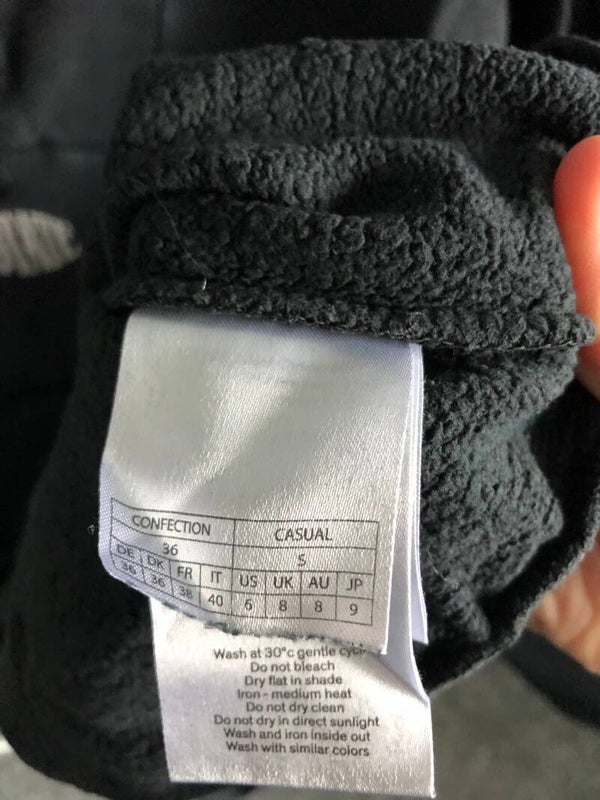 CONFECTION CASUAL
36 S
DE DK FR IT US UK AU JP
36 36 38 40 6 8 8 9
Wash at 30°c gentle
Do not bleach
Dry flat in shade
Iron - medium heat
Do not dry clean
Do not dry in direct sunlight
Wash and iron inside out
Wash with similar colors